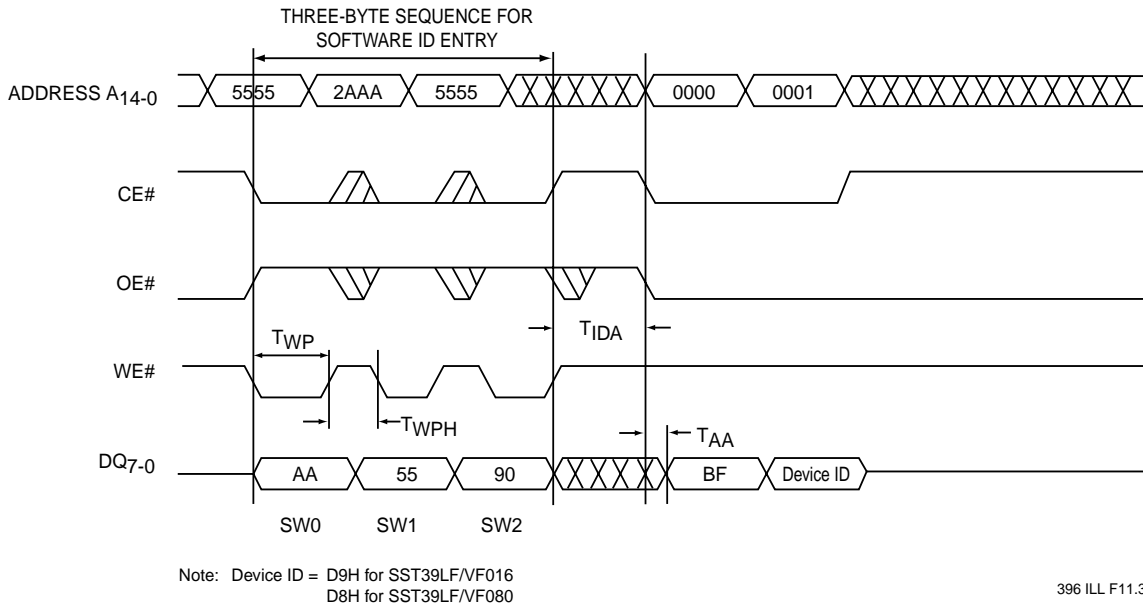 THREE-BYTE SEQUENCE FOR
SOFTWARE ID ENTRY
ADDRESS A14-0
5555 2AAA 5555 0000 0001
CE#
OE#
TWP
TIDA
WE#
TWPH
TAA
DQ7-0
AA 55 90 BF Device ID
SW0 SW1 SW2
Note: Device ID = D9H for SST39LF/VF016
D8H for SST39LF/VF080
396 ILL F11.3